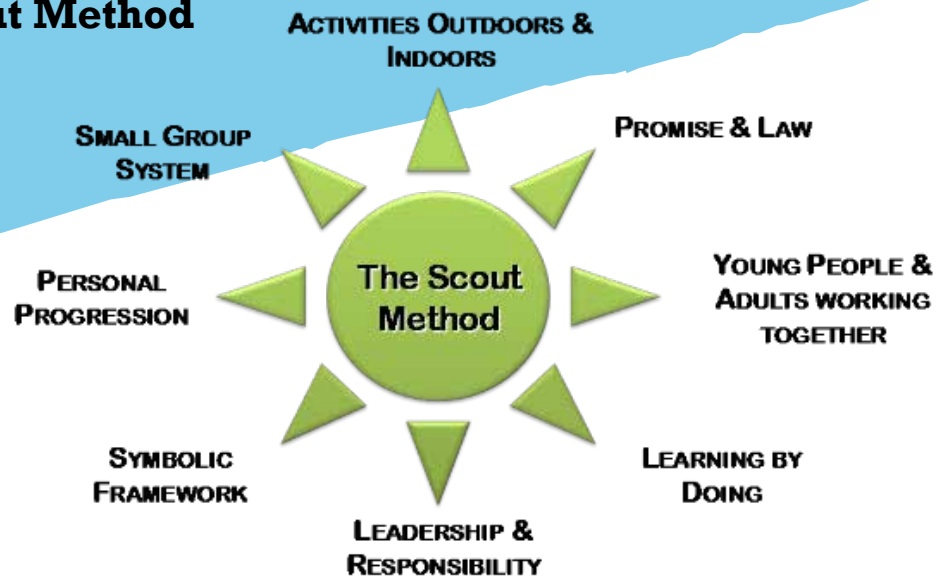 ut Method
ACTIVITIES OUTDOORS &
INDOORS
PROMISE & LAW
YOUNG PEOPLE &
ADULTS WORKING
TOGETHER
LEARNING BY
DOING
LEADERSHIP &
RESPONSIBILITY
SYMBOLIC
FRAMEWORK
PERSONAL
PROGRESSION
SMALL GROUP
SYSTEM
The Scout
Method